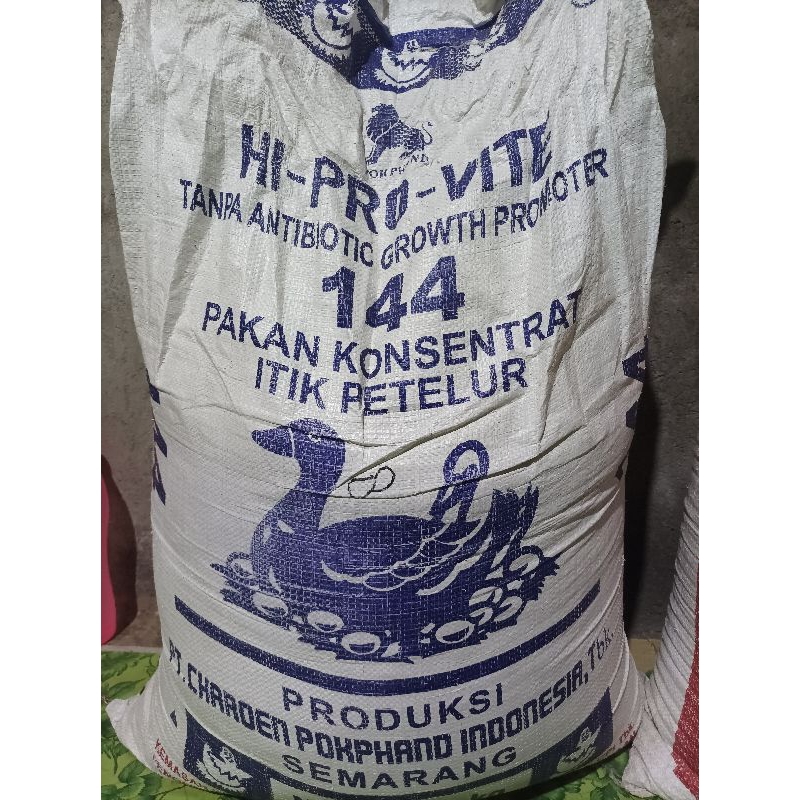 POKPHAND
HI-PRO-VITE
TANPA ANTIBIOTIC GROWTH PROMOTER
144
PAKAN KONSENTRAT
ITIK PETELUR
PRODUKSI
PT.CHAROEN POKPHAND INDONESIA,Tbk.
SEMARANG